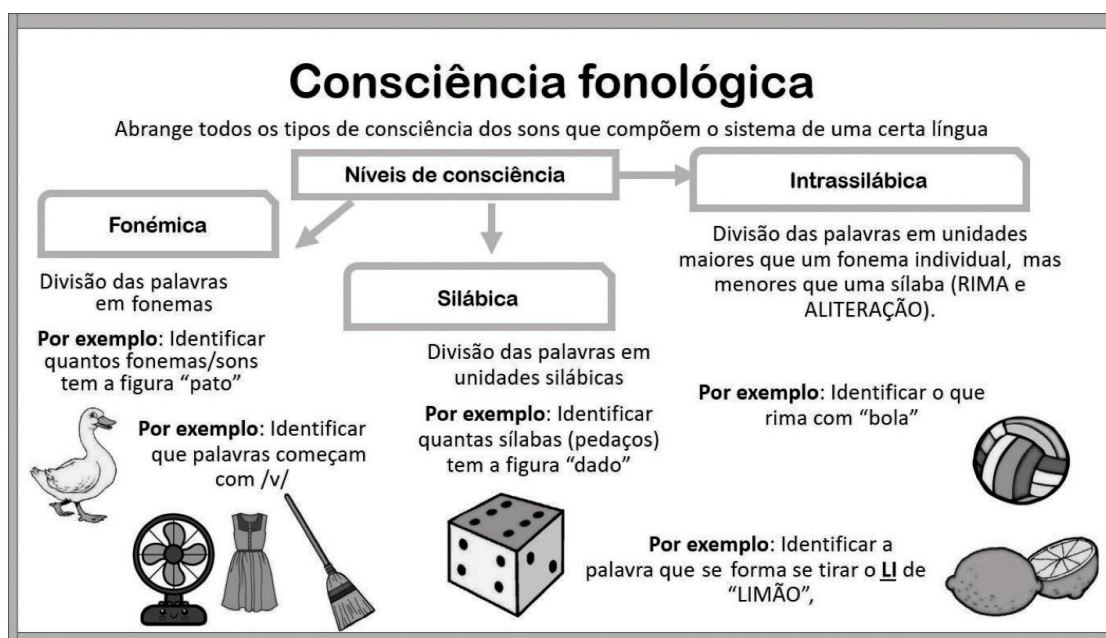 Consciência fonológica
Abrange todos os tipos de consciência dos sons que compõem o sistema de uma certa língua
Níveis de consciência
Fonémica
Divisão das palavras
em fonemas
Por exemplo: Identificar
quantos fonemas/sons
tem a figura “pato”
Por exemplo: Identificar
que palavras começam
com /v/
Silábica
Divisão das palavras em
unidades silábicas
Por exemplo: Identificar
quantas sílabas (pedaços)
tem a figura “dado”
Intrassilábica
Divisão das palavras em unidades
maiores que um fonema individual, mas
menores que uma sílaba (RIMA e
ALITERAÇÃO).
Por exemplo: Identificar o que
rima com “bola”
Por exemplo: Identificar a
palavra que se forma se tirar o LI de
“LIMÃO”,